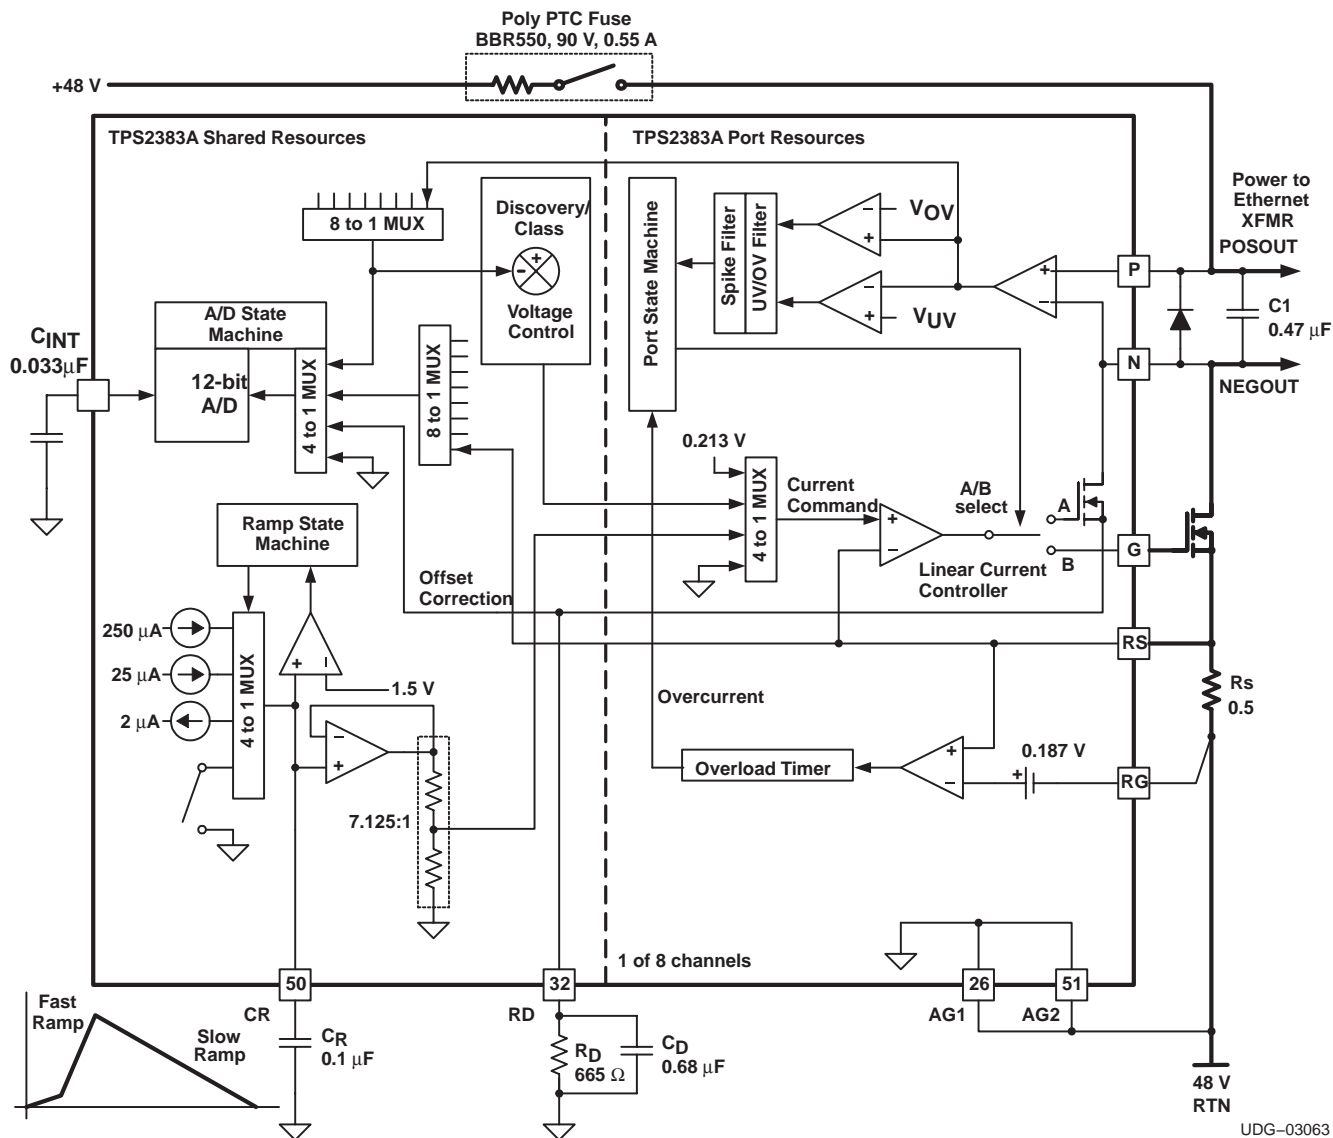 Poly PTC Fuse
BBR550, 90 V, 0.55 A
+48 V
TPS2383A Shared Resources
TPS2383A Port Resources
8 to 1 MUX
Discovery/
Class
+
−
Voltage
Control
Port State Machine
Spike Filter
UV/OV Filter
−
+
VOV
−
+
VUV
+
−
P
N
Power to
Ethernet
XFMR
POSOUT
C1
0.47 μF
NEGOUT
CINT
0.033μF
A/D State
Machine
12-bit
A/D
4 to 1 MUX
8 to 1 MUX
0.213 V
4 to 1 MUX
Current
Command
+
−
A/B
select
A
B
Linear Current
Controller
G
Ramp State
Machine
Offset
Correction
250 μA
25 μA
2 μA
4 to 1 MUX
+
−
1.5 V
−
+
7.125:1
RS
Rs
0.5
Overcurrent
Overload Timer
+
−
+
0.187 V
RG
1 of 8 channels
50
32
26
51
CR
RD
AG1
AG2
Fast
Ramp
Slow
Ramp
CR
0.1 μF
RD
665 Ω
CD
0.68 μF
48 V
RTN
UDG−03063